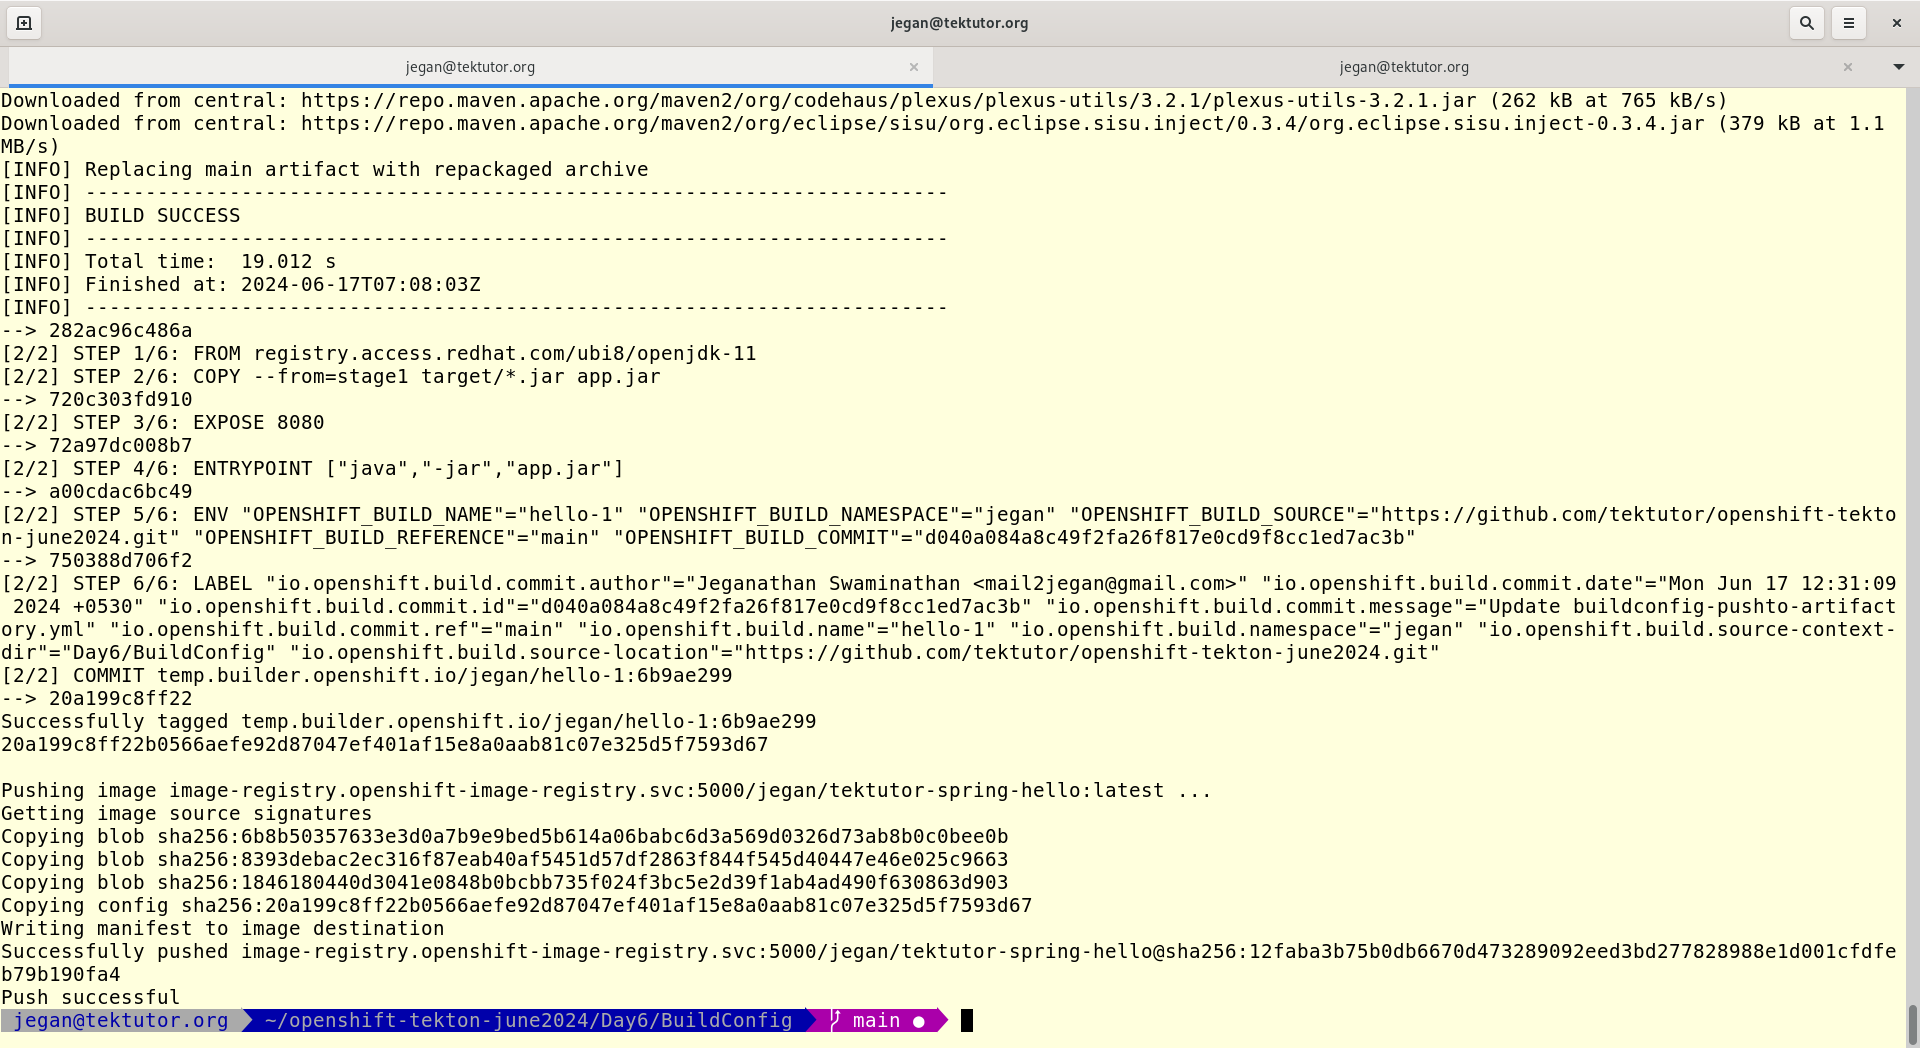 jegan@tektutor.org
jegan@tektutor.org
jegan@tektutor.org
Downloaded from central: https://repo.maven.apache.org/maven2/org/codehaus/plexus/plexus-utils/3.2.1/plexus-utils-3.2.1.jar (262 kB at 765 kB/s)
Downloaded from central: https://repo.maven.apache.org/maven2/org/eclipse/sisu/org.eclipse.sisu.inject/0.3.4/org.eclipse.sisu.inject-0.3.4.jar (379 kB at 1.1
MB/s)
[INFO] Replacing main artifact with repackaged archive
[INFO] ------------------------------------------------------------------------
[INFO] BUILD SUCCESS
[INFO] ------------------------------------------------------------------------
[INFO] Total time:  19.012 s
[INFO] Finished at: 2024-06-17T07:08:03Z
[INFO] ------------------------------------------------------------------------
--> 282ac96c486a
[2/2] STEP 1/6: FROM registry.access.redhat.com/ubi8/openjdk-11
[2/2] STEP 2/6: COPY --from=stage1 target/*.jar app.jar
--> 720c303fd910
[2/2] STEP 3/6: EXPOSE 8080
--> 72a97dc008b7
[2/2] STEP 4/6: ENTRYPOINT ["java","-jar","app.jar"]
--> a00cdac6bc49
[2/2] STEP 5/6: ENV "OPENSHIFT_BUILD_NAME"="hello-1" "OPENSHIFT_BUILD_NAMESPACE"="jegan" "OPENSHIFT_BUILD_SOURCE"="https://github.com/tektutor/openshift-tekto
n-june2024.git" "OPENSHIFT_BUILD_REFERENCE"="main" "OPENSHIFT_BUILD_COMMIT"="d040a084a8c49f2fa26f817e0cd9f8cc1ed7ac3b"
--> 750388d706f2
[2/2] STEP 6/6: LABEL "io.openshift.build.commit.author"="Jeganathan Swaminathan <mail2jegan@gmail.com>" "io.openshift.build.commit.date"="Mon Jun 17 12:31:09
 2024 +0530" "io.openshift.build.commit.id"="d040a084a8c49f2fa26f817e0cd9f8cc1ed7ac3b" "io.openshift.build.commit.message"="Update buildconfig-pushto-artifact
ory.yml" "io.openshift.build.commit.ref"="main" "io.openshift.build.name"="hello-1" "io.openshift.build.namespace"="jegan" "io.openshift.build.source-context-
dir"="Day6/BuildConfig" "io.openshift.build.source-location"="https://github.com/tektutor/openshift-tekton-june2024.git"
[2/2] COMMIT temp.builder.openshift.io/jegan/hello-1:6b9ae299
--> 20a199c8ff22
Successfully tagged temp.builder.openshift.io/jegan/hello-1:6b9ae299
20a199c8ff22b0566aefe92d87047ef401af15e8a0aab81c07e325d5f7593d67
Pushing image image-registry.openshift-image-registry.svc:5000/jegan/tektutor-spring-hello:latest ...
Getting image source signatures
Copying blob sha256:6b8b50357633e3d0a7b9e9bed5b614a06babc6d3a569d0326d73ab8b0c0bee0b
Copying blob sha256:8393debac2ec316f87eab40af5451d57df2863f844f545d40447e46e025c9663
Copying blob sha256:1846180440d3041e0848b0bcbb735f024f3bc5e2d39f1ab4ad490f630863d903
Copying config sha256:20a199c8ff22b0566aefe92d87047ef401af15e8a0aab81c07e325d5f7593d67
Writing manifest to image destination
Successfully pushed image-registry.openshift-image-registry.svc:5000/jegan/tektutor-spring-hello@sha256:12faba3b75b0db6670d473289092eed3bd277828988e1d001cfdfe
b79b190fa4
Push successful
jegan@tektutor.org ~/openshift-tekton-june2024/Day6/BuildConfig main ●